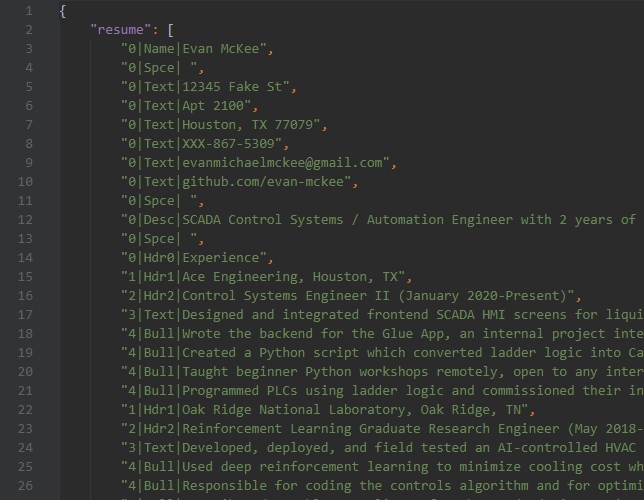 1 {
2 "resume": [
3 "0|Name|Evan McKee",
4 "0|Spce| ",
5 "0|Text|12345 Fake St",
6 "0|Text|Apt 2100",
7 "0|Text|Houston, TX 77079",
8 "0|Text|XXX-867-5309",
9 "0|Text|evanmichaelmckee@gmail.com",
10 "0|Text|github.com/evan-mckee",
11 "0|Spce| ",
12 "0|Desc|SCADA Control Systems / Automation Engineer with 2 years of
13 "0|Spce| ",
14 "0|Hdr0|Experience",
15 "1|Hdr1|Ace Engineering, Houston, TX",
16 "2|Hdr2|Control Systems Engineer II (January 2020-Present)",
17 "3|Text|Designed and integrated frontend SCADA HMI screens for liqui
18 "4|Bull|Wrote the backend for the Glue App, an internal project inte
19 "4|Bull|Created a Python script which converted ladder logic into Ca
20 "4|Bull|Taught beginner Python workshops remotely, open to any inter
21 "4|Bull|Programmed PLCs using ladder logic and commissioned their in
22 "1|Hdr1|Oak Ridge National Laboratory, Oak Ridge, TN",
23 "2|Hdr2|Reinforcement Learning Graduate Research Engineer (May 2018-
24 "3|Text|Developed, deployed, and field tested an AI-controlled HVAC
25 "4|Bull|Used deep reinforcement learning to minimize cooling cost wh
26 "4|Bull|Responsible for coding the controls algorithm and for optimi